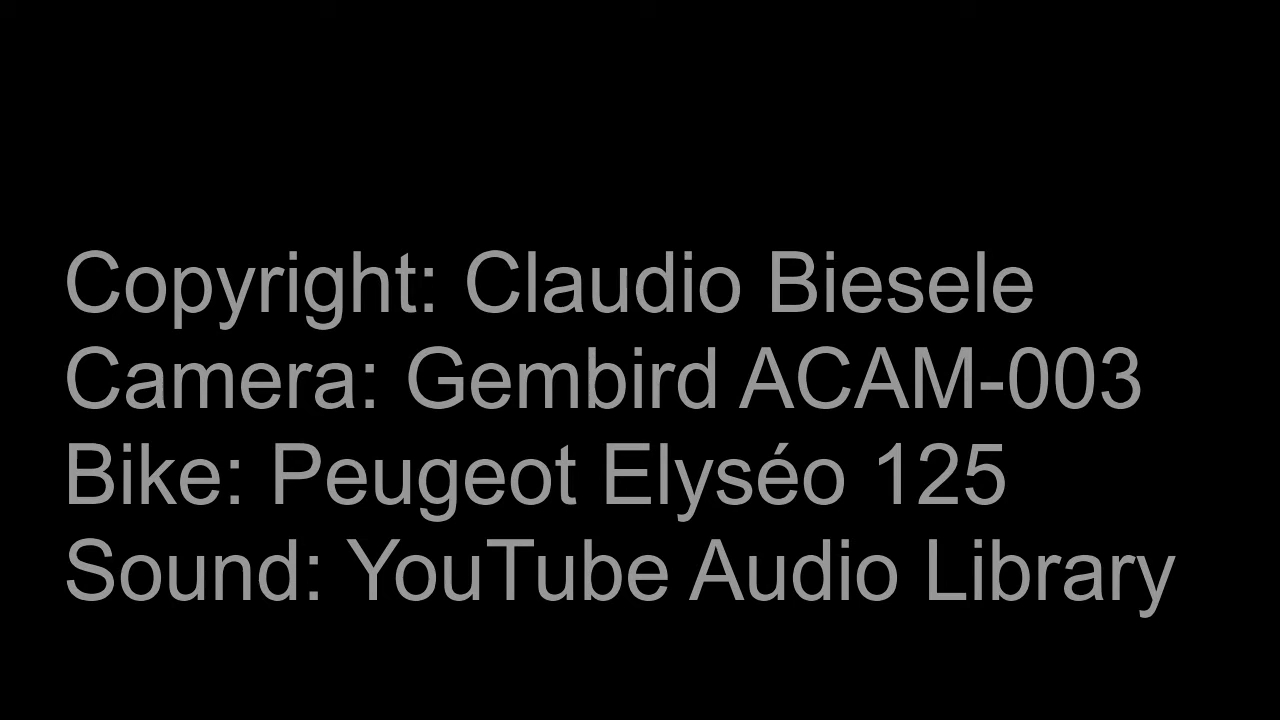 Copyright: Claudio Biesele
Camera: Gembird ACAM-003
Bike: Peugeot Elyséo 125
Sound: YouTube Audio Library